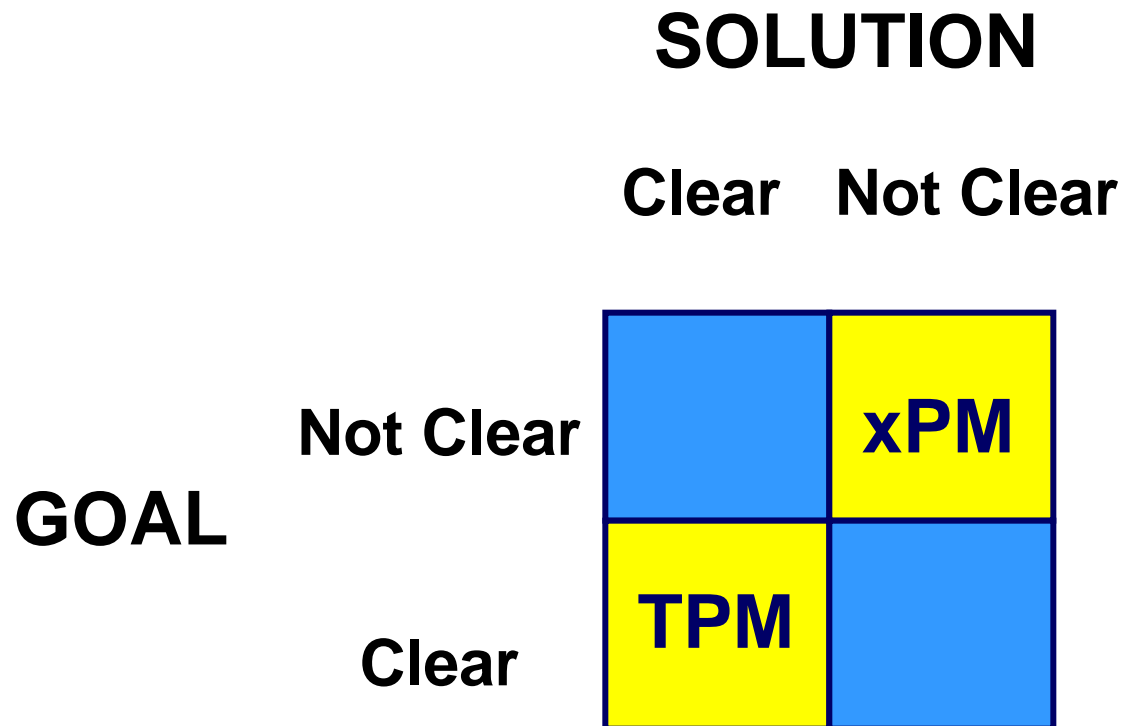 SOLUTION
Clear Not Clear
Not Clear
xPM
GOAL
TPM
Clear